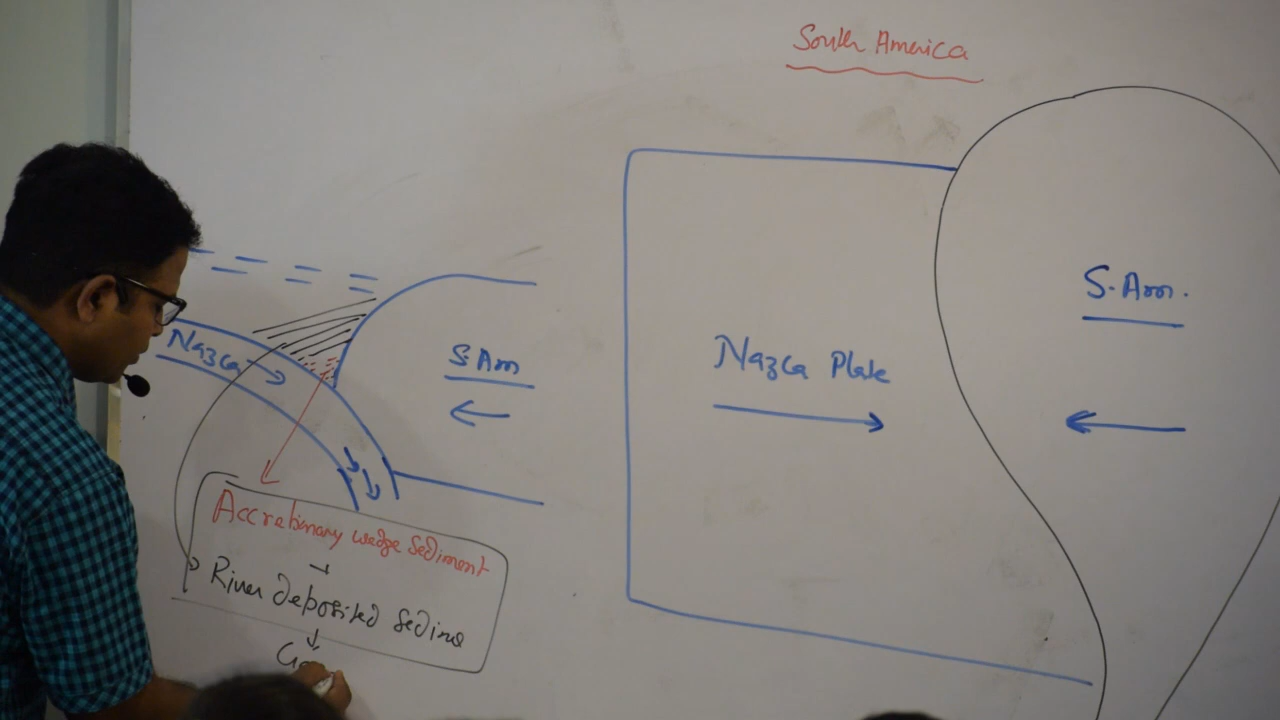 South America
Nazca
S.Am
Accretionary wedge Sediment
River deposited Sedime
Nazca Plate
S.Am.